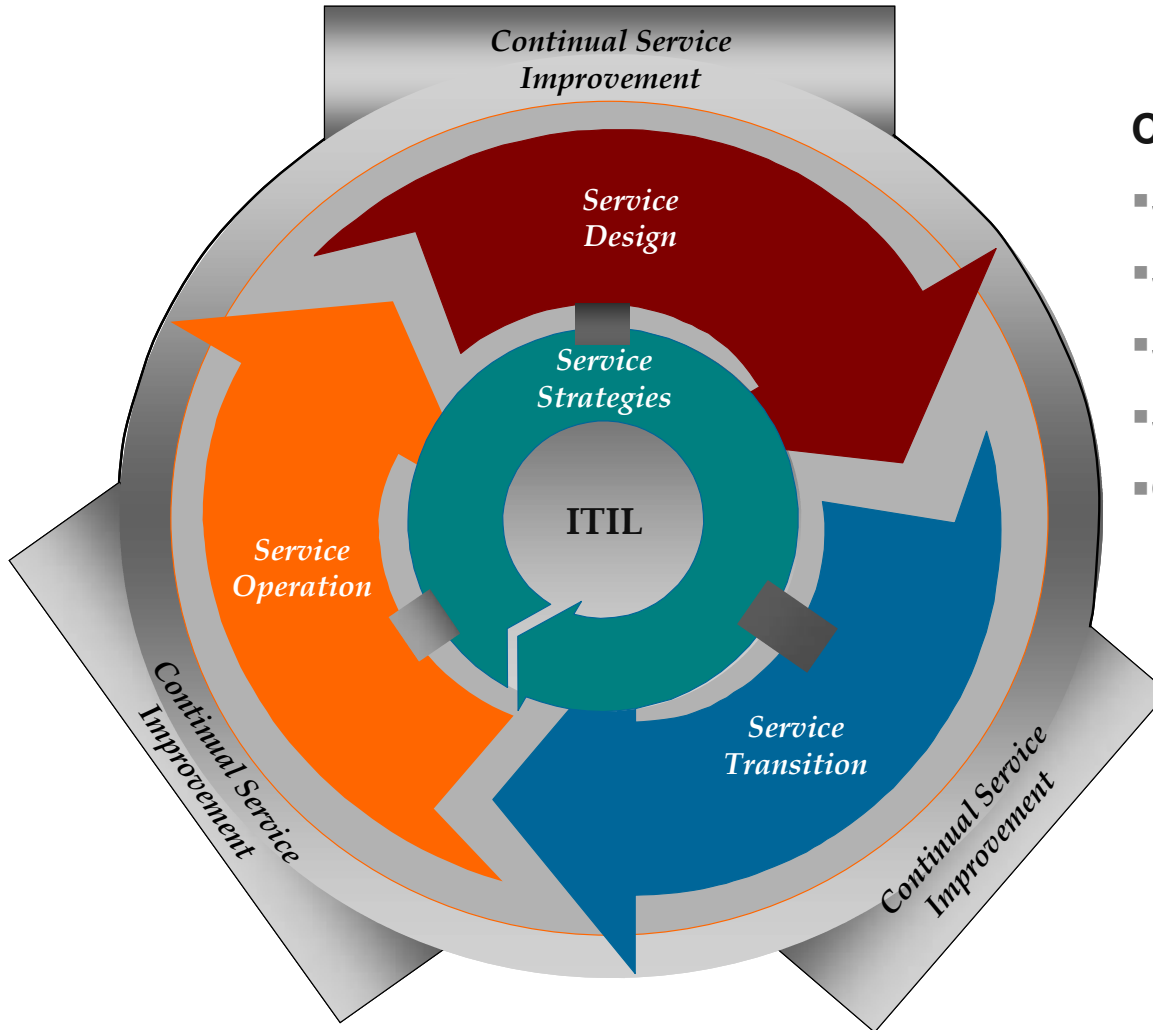 Continual Service
Improvement
Service
Design
Service
Strategies
ITIL
Service
Operation
Service
Transition
Continual Service
Improvement
Continual Service
Improvement